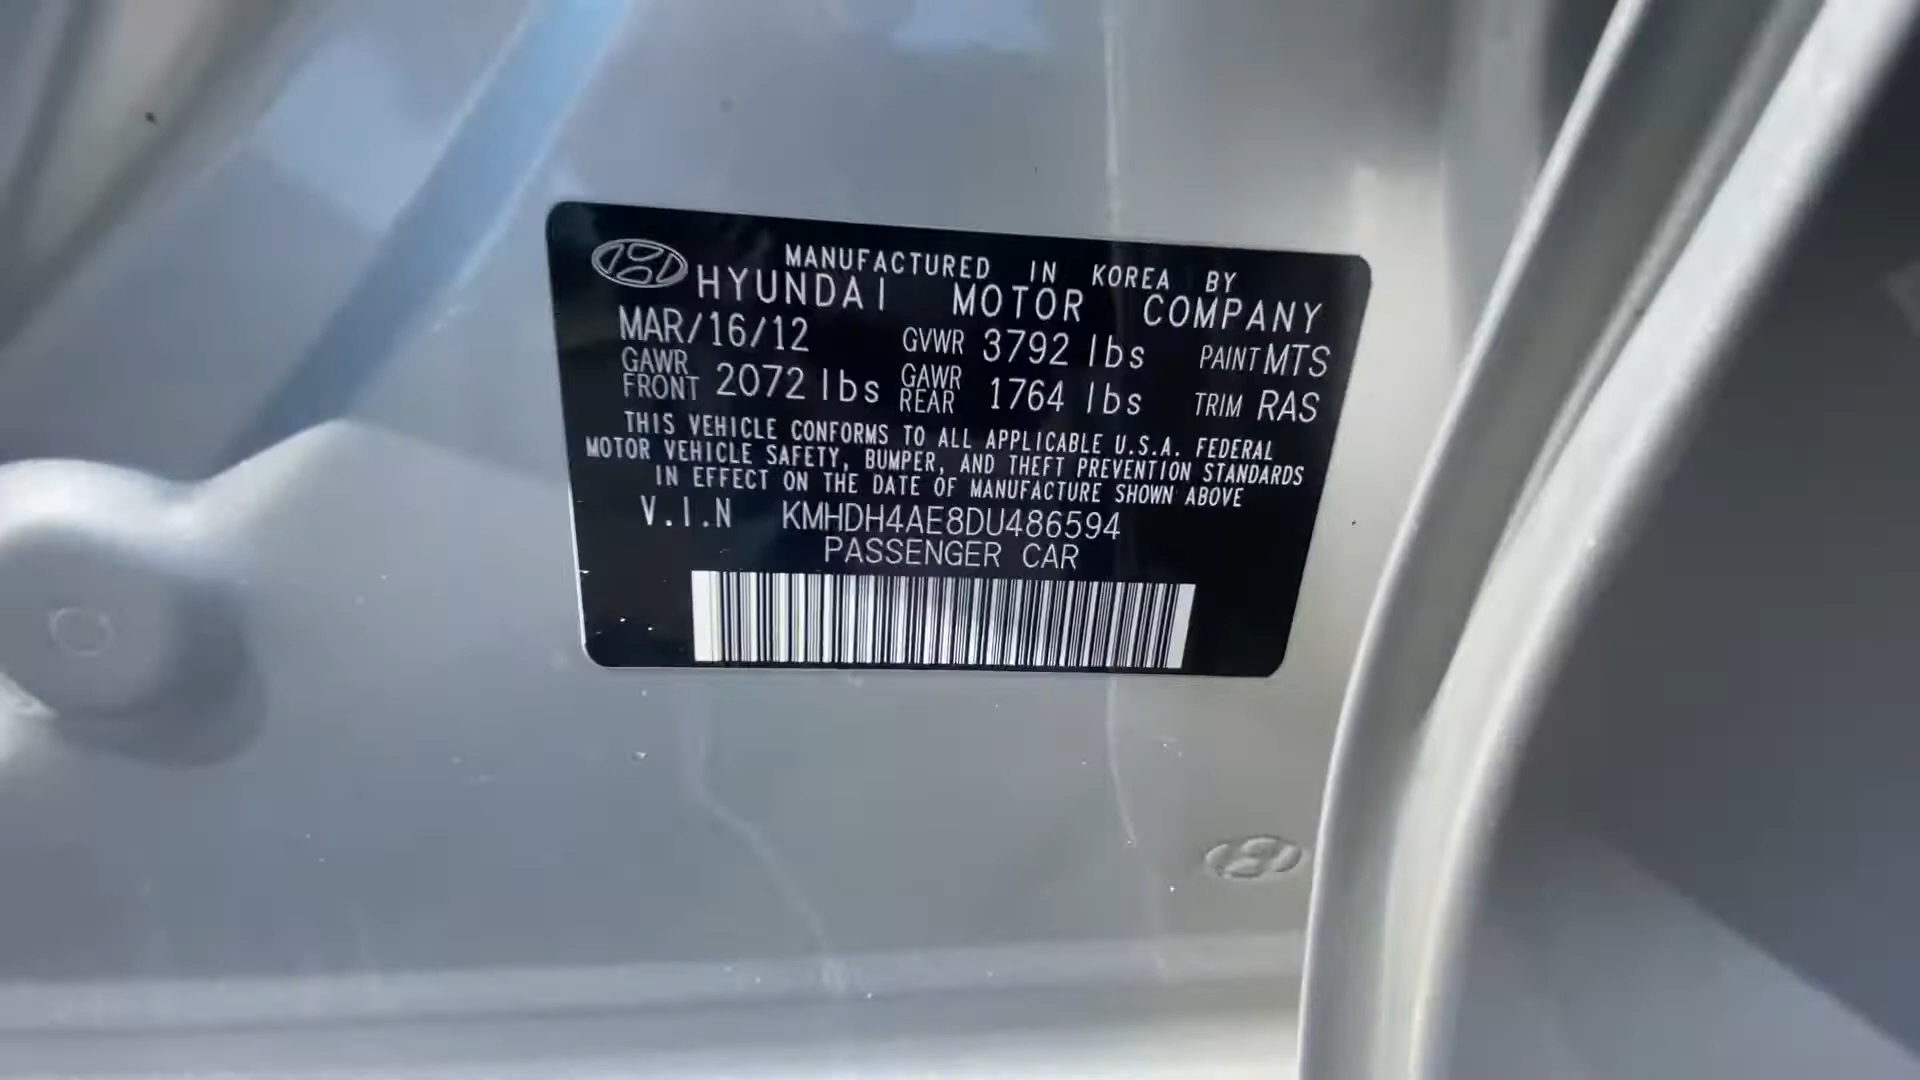 MANUFACTURED IN KOREA BY
HYUNDAI MOTOR COMPANY
MAR/16/12 GVWR 3792 lbs PAINT MTS
GAWR FRONT 2072 lbs GAWR REAR 1764 lbs TRIM RAS
THIS VEHICLE CONFORMS TO ALL APPLICABLE U.S.A. FEDERAL
MOTOR VEHICLE SAFETY, BUMPER, AND THEFT PREVENTION STANDARDS
IN EFFECT ON THE DATE OF MANUFACTURE SHOWN ABOVE
V.I.N KMHDH4AE8DU486594
PASSENGER CAR